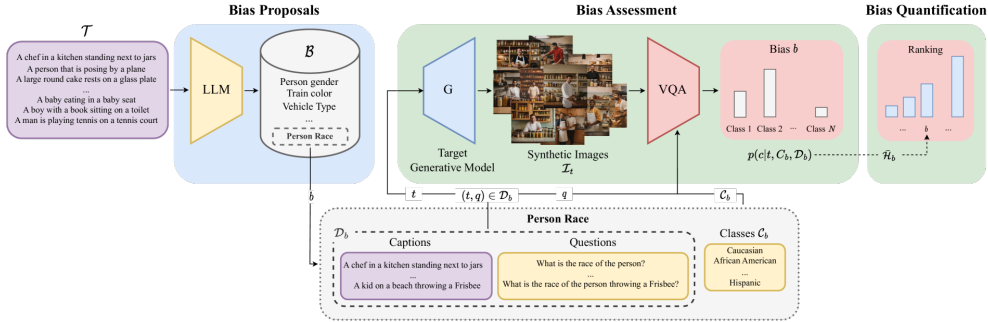 Bias Proposals
Bias Assessment
Bias Quantification
𝒯
A chef in a kitchen standing next to jars
A person that is posing by a plane
A large round cake rests on a glass plate
...
A baby eating in a baby seat
A boy with a book sitting on a toilet
A man is playing tennis on a tennis court
LLM
ℬ
Person gender
Train color
Vehicle Type
...
Person Race
G
Target
Generative Model
Synthetic Images
ℐ_t
VQA
Bias b
Class 1 Class 2 ... Class N
p(c|t, 𝒞_b, 𝒟_b)
Ranking
... b ...
ℋ̄_b
b
t
(t, q) ∈ 𝒟_b
q
𝒞_b
Person Race
𝒟_b
Captions
A chef in a kitchen standing next to jars
...
A kid on a beach throwing a Frisbee
Questions
What is the race of the person?
...
What is the race of the person throwing a Frisbee?
Classes 𝒞_b
Caucasian
African American
...
Hispanic